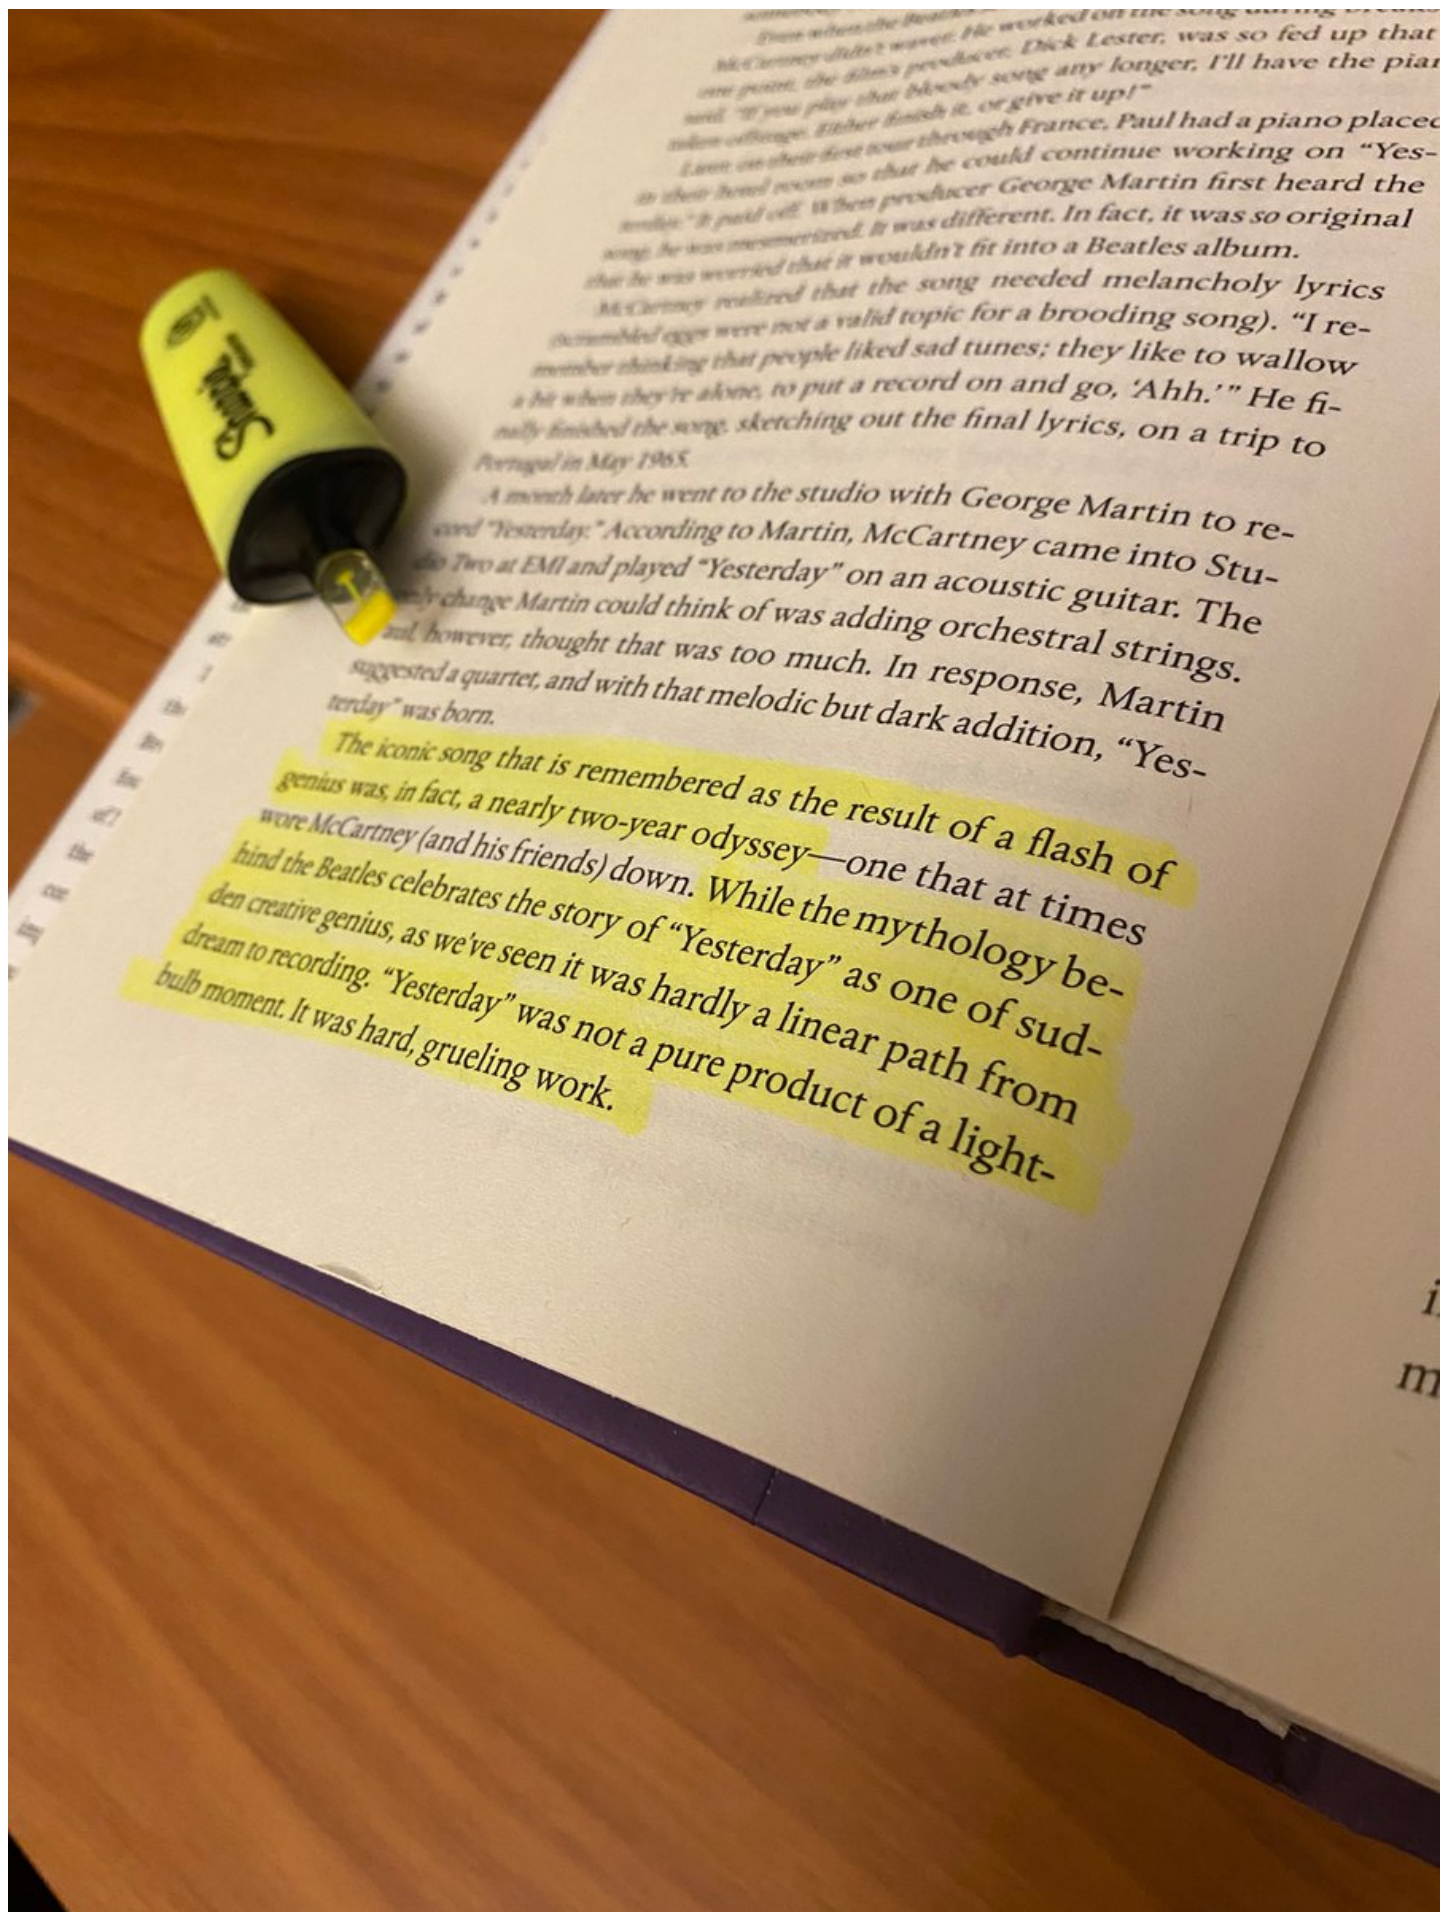 Even when the Beatles
McCartney didn't waver. He worked on the song during breaks
one point, the film's producer, Dick Lester, was so fed up that
said, "If you play that bloody song any longer, I'll have the pian
taken offstage. Either finish it, or give it up!"
Later, on their first tour through France, Paul had a piano placed
in their hotel room so that he could continue working on "Yes-
terday." It paid off. When producer George Martin first heard the
song, he was mesmerized. It was different. In fact, it was so original
that he was worried that it wouldn't fit into a Beatles album.
McCartney realized that the song needed melancholy lyrics
(scrambled eggs were not a valid topic for a brooding song). "I re-
member thinking that people liked sad tunes; they like to wallow
a bit when they're alone, to put a record on and go, 'Ahh.'" He fi-
nally finished the song, sketching out the final lyrics, on a trip to
Portugal in May 1965.
A month later he went to the studio with George Martin to re-
cord "Yesterday." According to Martin, McCartney came into Stu-
dio Two at EMI and played "Yesterday" on an acoustic guitar. The
only change Martin could think of was adding orchestral strings.
aul, however, thought that was too much. In response, Martin
suggested a quartet, and with that melodic but dark addition, "Yes-
terday" was born.
The iconic song that is remembered as the result of a flash of
genius was, in fact, a nearly two-year odyssey—one that at times
wore McCartney (and his friends) down. While the mythology be-
hind the Beatles celebrates the story of "Yesterday" as one of sud-
den creative genius, as we've seen it was hardly a linear path from
dream to recording. "Yesterday" was not a pure product of a light-
bulb moment. It was hard, grueling work.
Sharpie
the
the
i
m